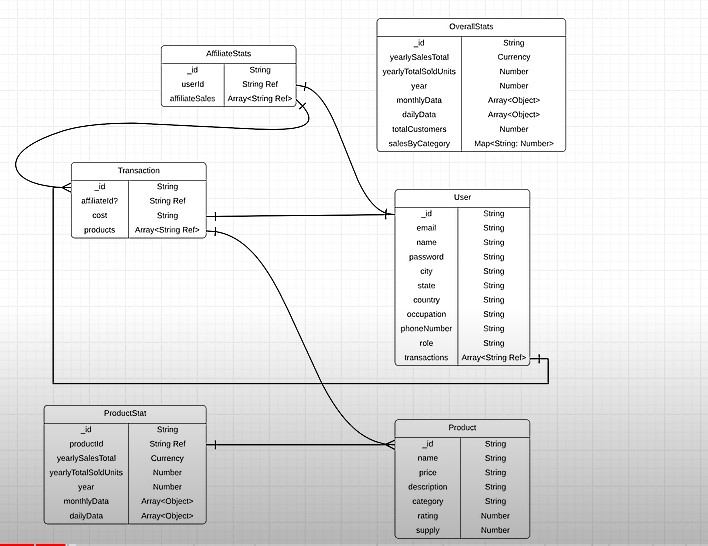 AffiliateStats
_id String
userId String Ref
affiliateSales Array<String Ref>
OverallStats
_id String
yearlySalesTotal Currency
yearlyTotalSoldUnits Number
year Number
monthlyData Array<Object>
dailyData Array<Object>
totalCustomers Number
salesByCategory Map<String: Number>
Transaction
_id String
affiliateId? String Ref
cost String
products Array<String Ref>
User
_id String
email String
name String
password String
city String
state String
country String
occupation String
phoneNumber String
role String
transactions Array<String Ref>
ProductStat
_id String
productId String Ref
yearlySalesTotal Currency
yearlyTotalSoldUnits Number
year Number
monthlyData Array<Object>
dailyData Array<Object>
Product
_id String
name String
price String
description String
category String
rating Number
supply Number